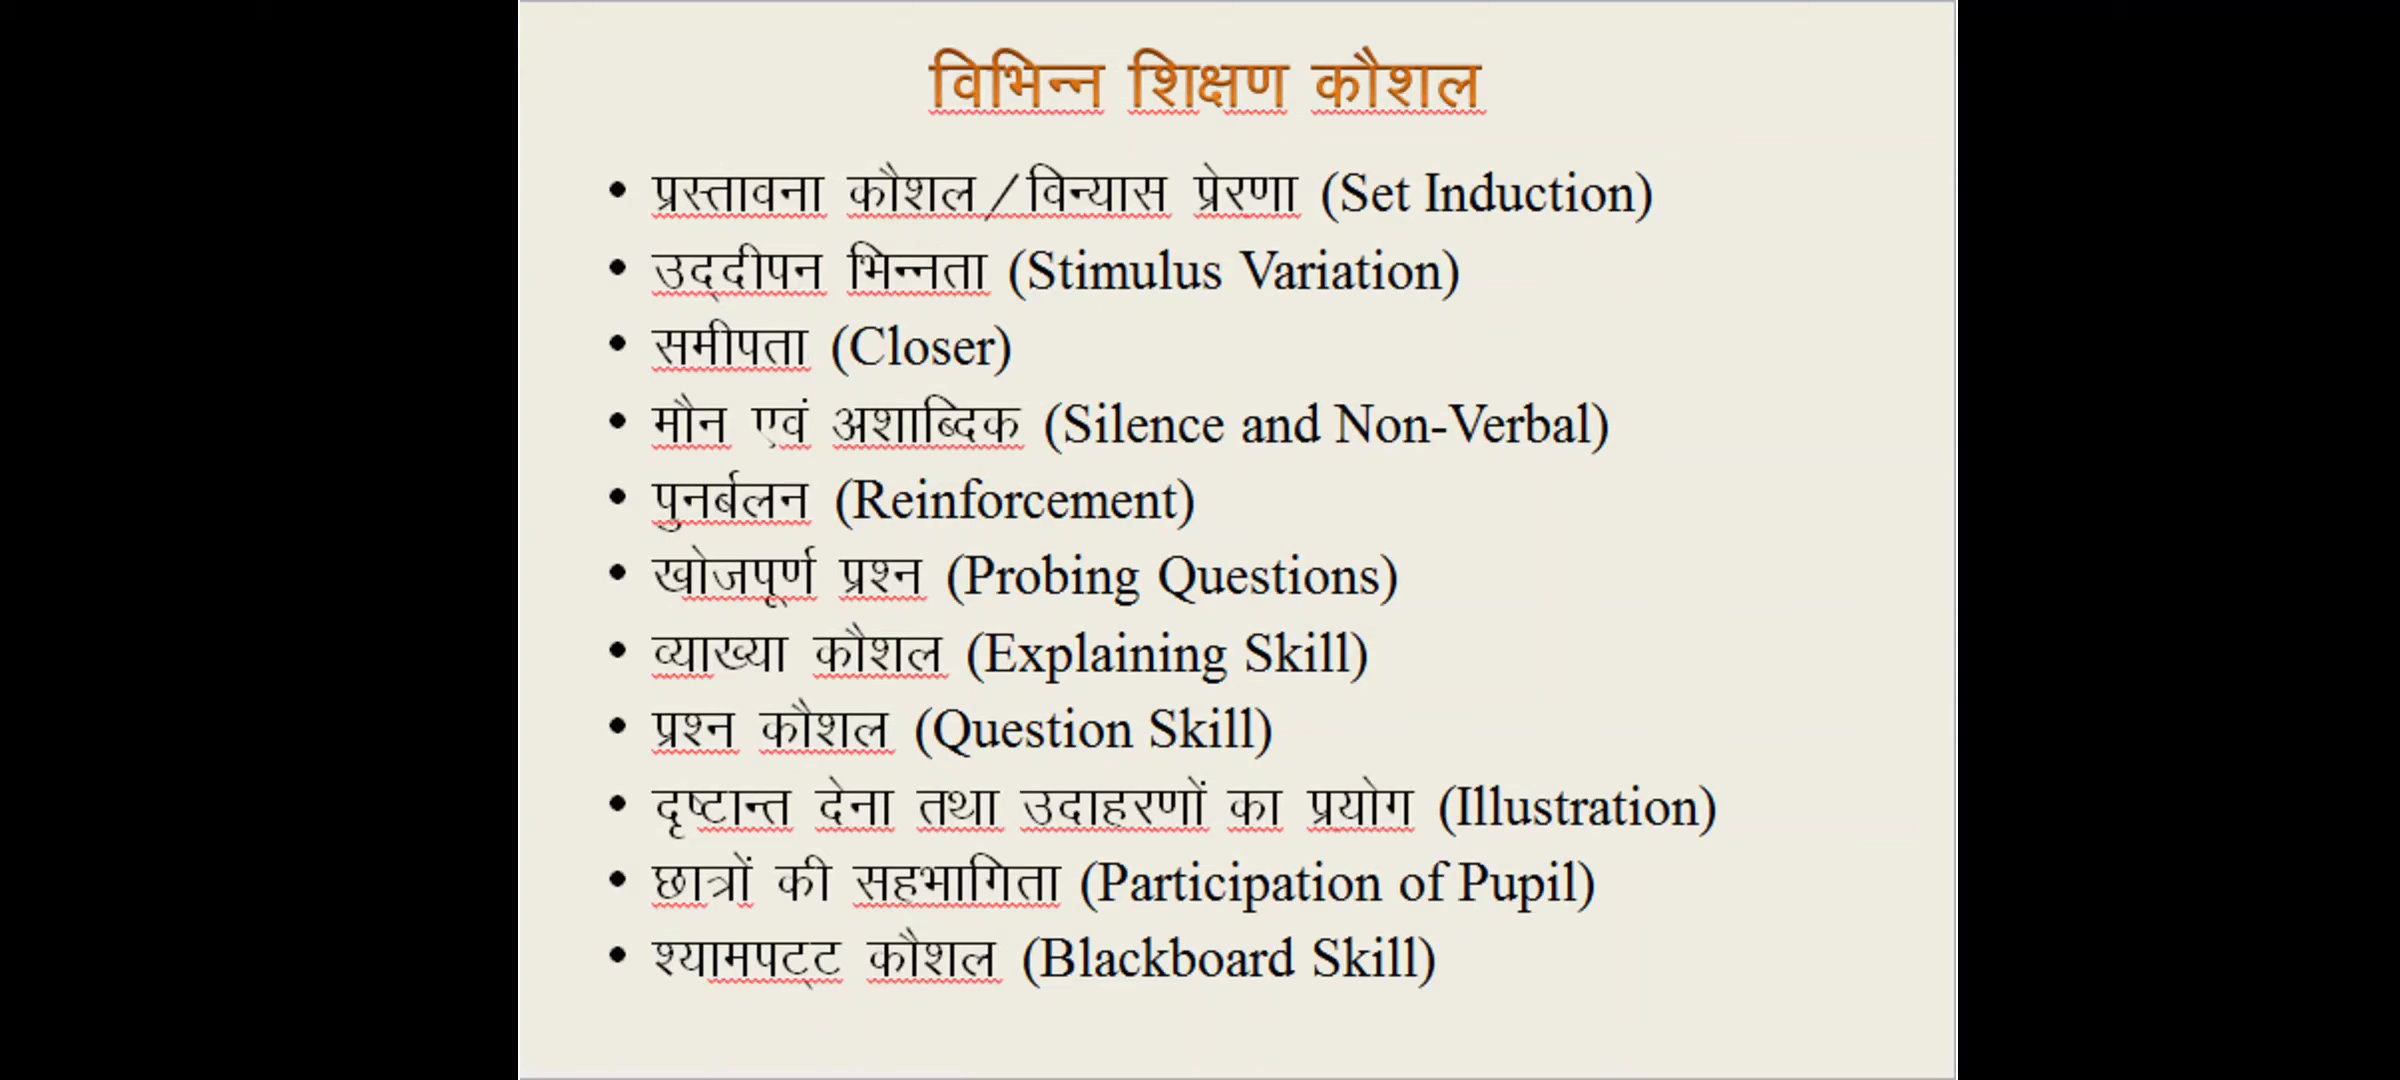 विभिन्न शिक्षण कौशल
• प्रस्तावना कौशल/विन्यास प्रेरणा (Set Induction)
• उद्दीपन भिन्नता (Stimulus Variation)
• समीपता (Closer)
• मौन एवं अशाब्दिक (Silence and Non-Verbal)
• पुनर्बलन (Reinforcement)
• खोजपूर्ण प्रश्न (Probing Questions)
• व्याख्या कौशल (Explaining Skill)
• प्रश्न कौशल (Question Skill)
• दृष्टान्त देना तथा उदाहरणों का प्रयोग (Illustration)
• छात्रों की सहभागिता (Participation of Pupil)
• श्यामपट्ट कौशल (Blackboard Skill)